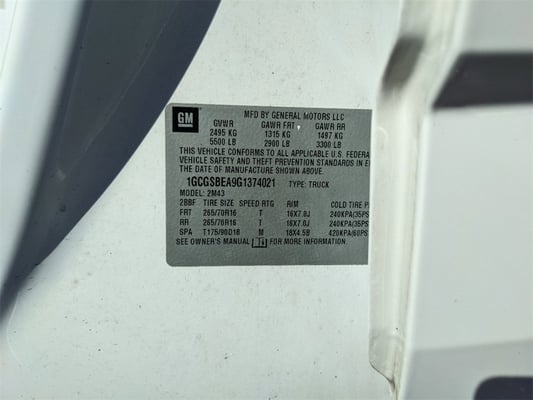 GM
MFD BY GENERAL MOTORS LLC
GVWR GAWR FRT GAWR RR
2495 KG 1315 KG 1497 KG
5500 LB 2900 LB 3300 LB
THIS VEHICLE CONFORMS TO ALL APPLICABLE U.S. FEDERA
VEHICLE SAFETY AND THEFT PREVENTION STANDARDS IN E
THE DATE OF MANUFACTURE SHOWN ABOVE.
1GCGSBEA9G1374021 TYPE: TRUCK
MODEL: 2M43
2BBF TIRE SIZE SPEED RTG RIM COLD TIRE P
FRT 265/70R16 T 16X7.0J 240KPA(35PS
RR 265/70R16 T 16X7.0J 240KPA(35PS
SPA T175/90D18 M 18X4.5B 420KPA(60PS
SEE OWNER'S MANUAL FOR MORE INFORMATION.